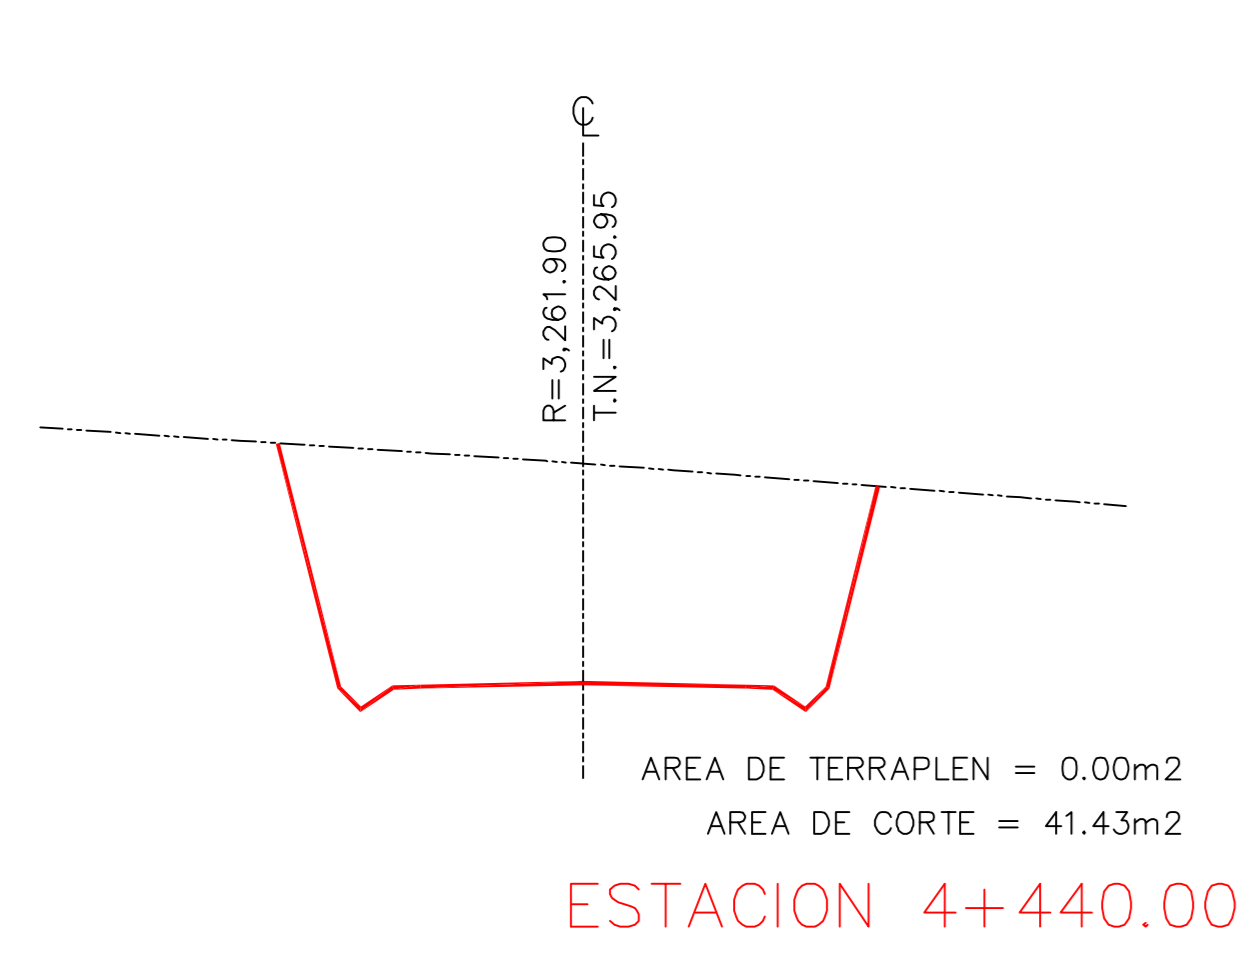 ℄
R=3,261.90
T.N.=3,265.95
AREA DE TERRAPLEN = 0.00m2
AREA DE CORTE = 41.43m2
ESTACION 4+440.00